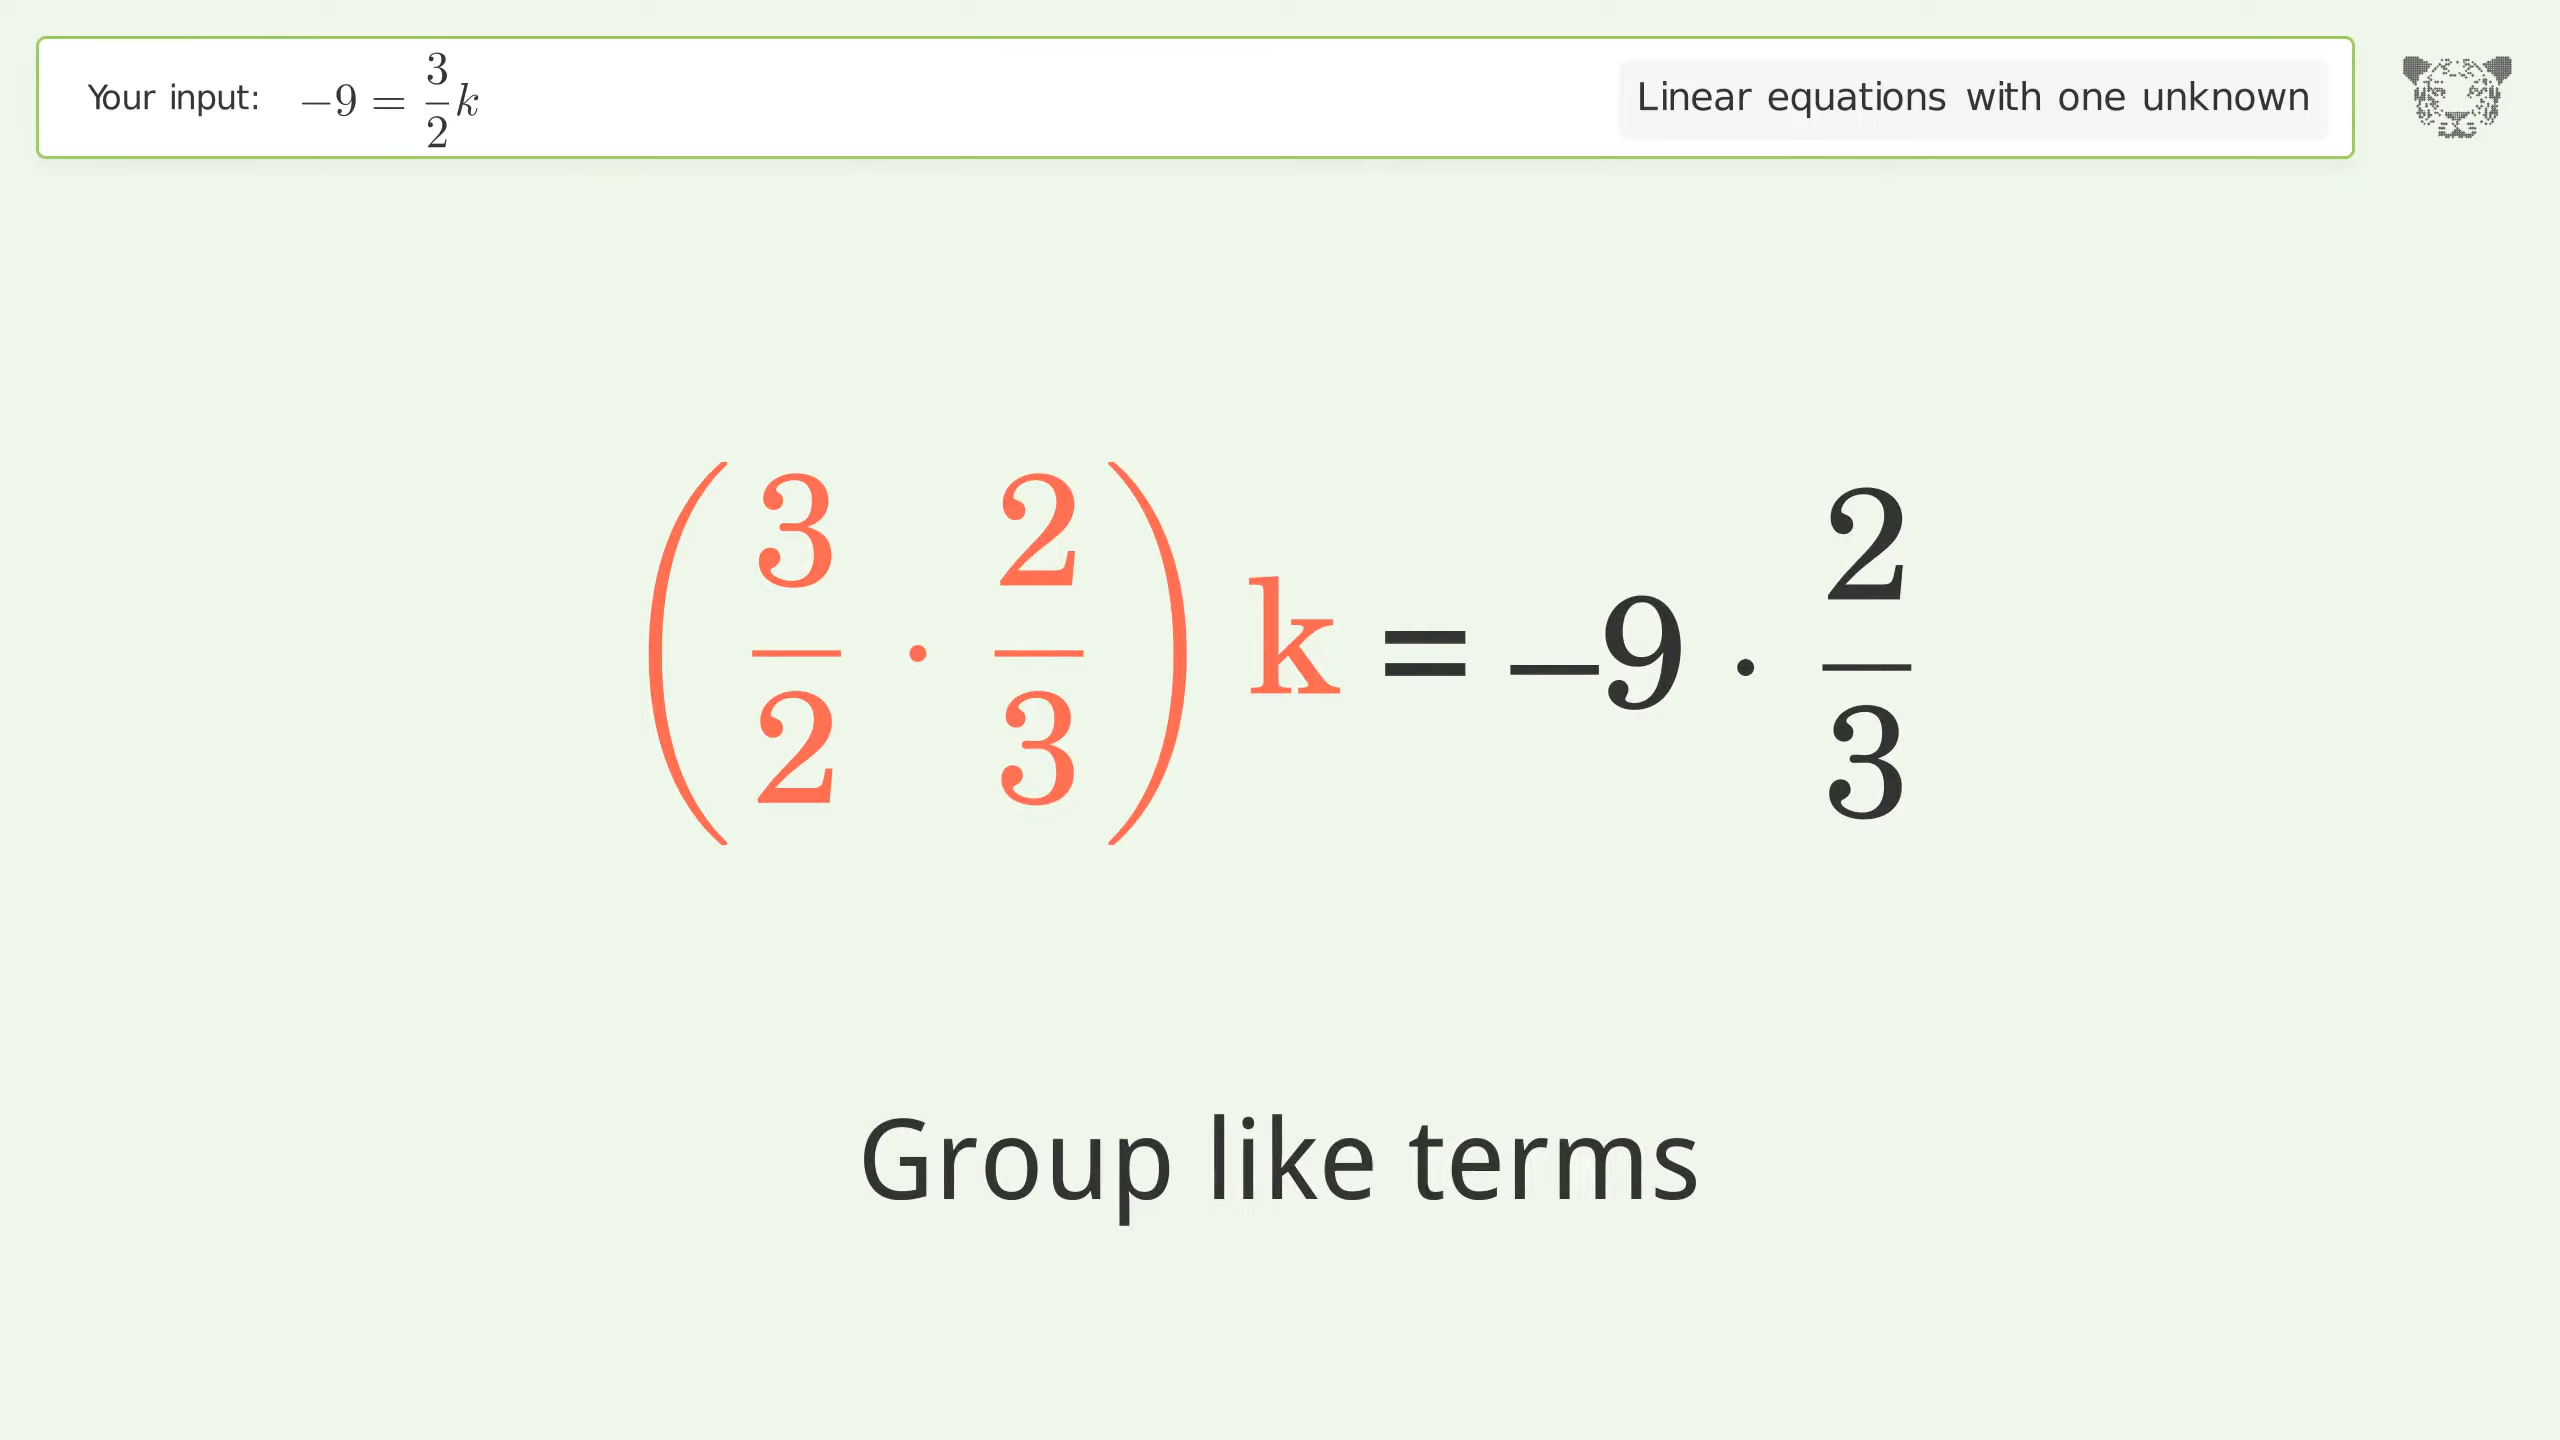 Your input: −9 = 3/2 k
Linear equations with one unknown
(3/2 · 2/3) k = −9 · 2/3
Group like terms